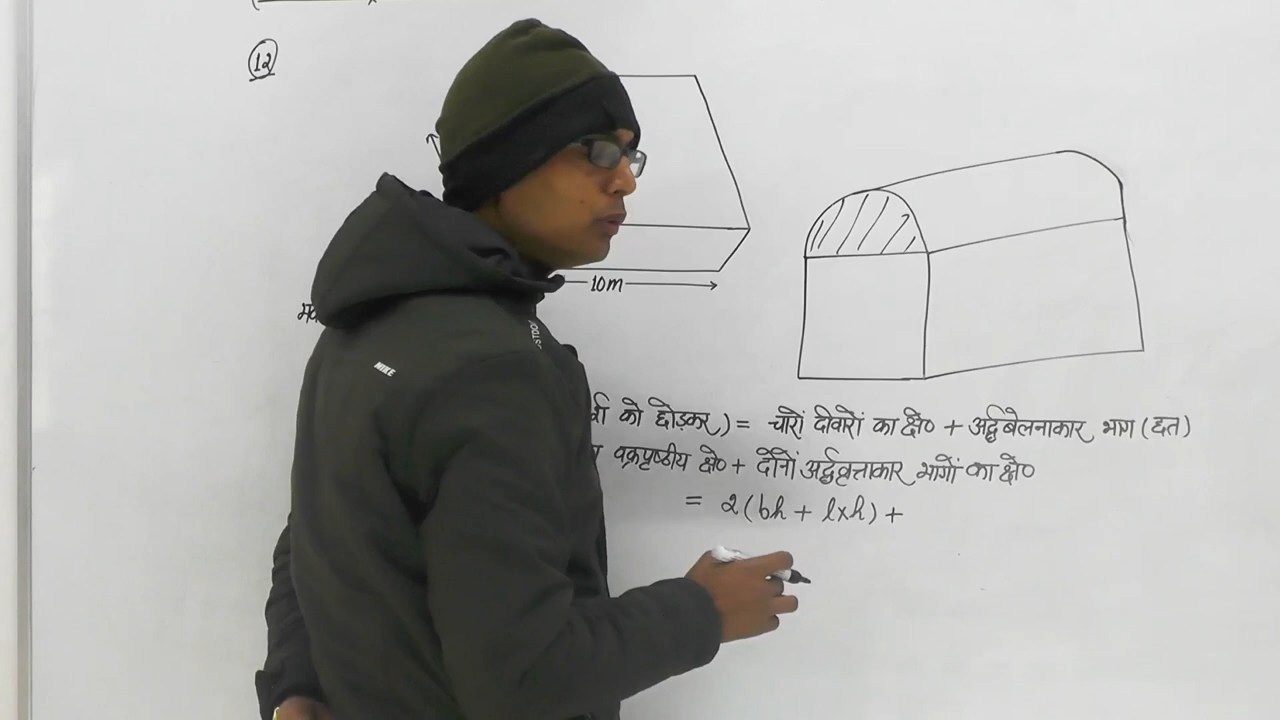 12
10m
को छोड़कर) = चारों दीवारों का क्षे० + अर्द्धबेलनाकार भाग (छत)
वक्रपृष्ठीय क्षे० + दोनों अर्द्धवृत्ताकार भागों का क्षे०
= 2(bh + l×h) +
NIKE